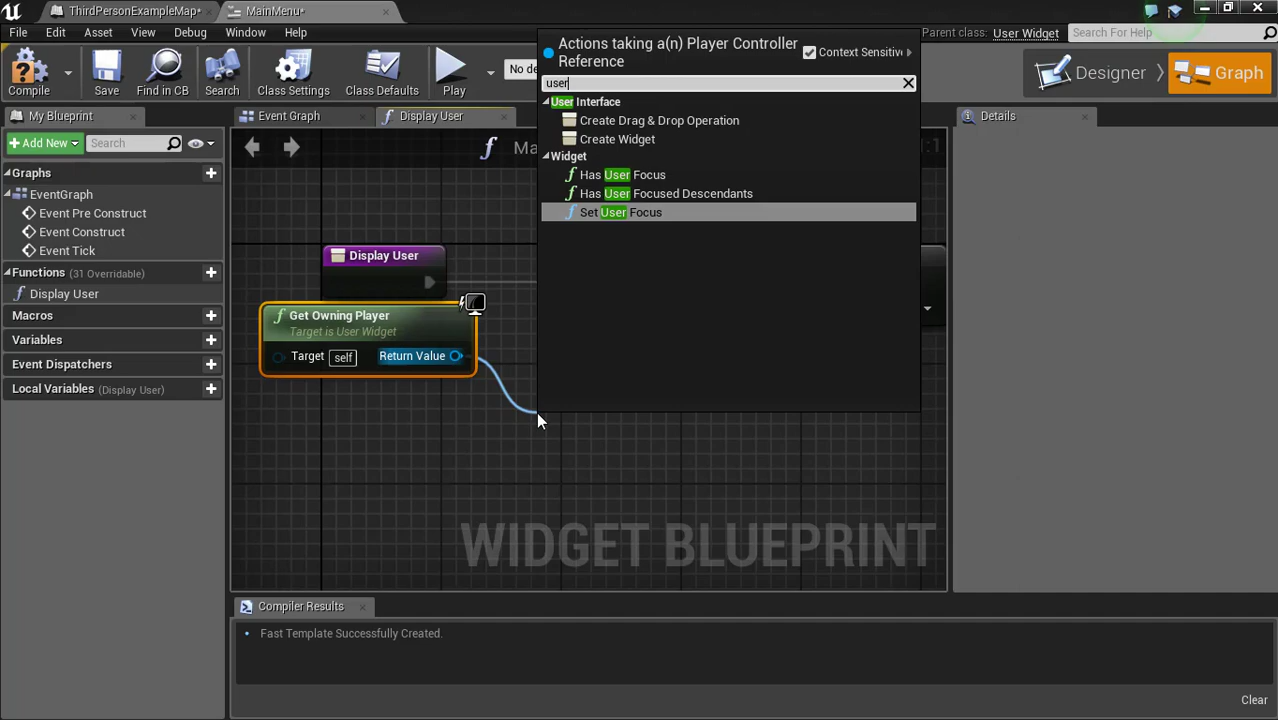 ThirdPersonExampleMap*
MainMenu*
File Edit Asset View Debug Window Help
Parent class: User Widget
Search For Help
Compile
Save
Find in CB
Search
Class Settings
Class Defaults
Play
No de
Designer
Graph
My Blueprint
Add New
Search
Graphs
EventGraph
Event Pre Construct
Event Construct
Event Tick
Functions (31 Overridable)
Display User
Macros
Variables
Event Dispatchers
Local Variables (Display User)
Event Graph
Display User
Ma
Display User
Get Owning Player
Target is User Widget
Target self
Return Value
Actions taking a(n) Player Controller
Reference
Context Sensitive
user
User Interface
Create Drag & Drop Operation
Create Widget
Widget
Has User Focus
Has User Focused Descendants
Set User Focus
WIDGET BLUEPRINT
Details
Compiler Results
Fast Template Successfully Created.
Clear